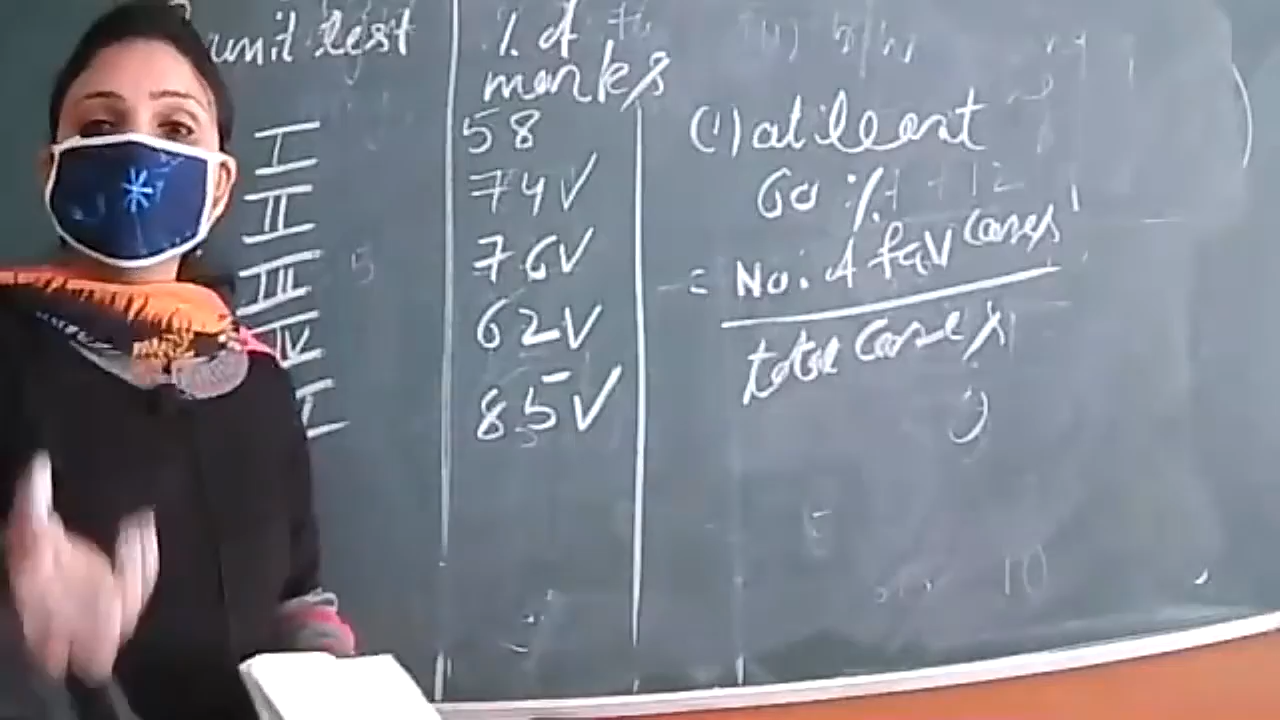 unit test % of marks
I 58
II 74 ✓
III 76 ✓
IV 62 ✓
V 85 ✓
(1) atleast
60 %
= No. of fav cases
total cases
10